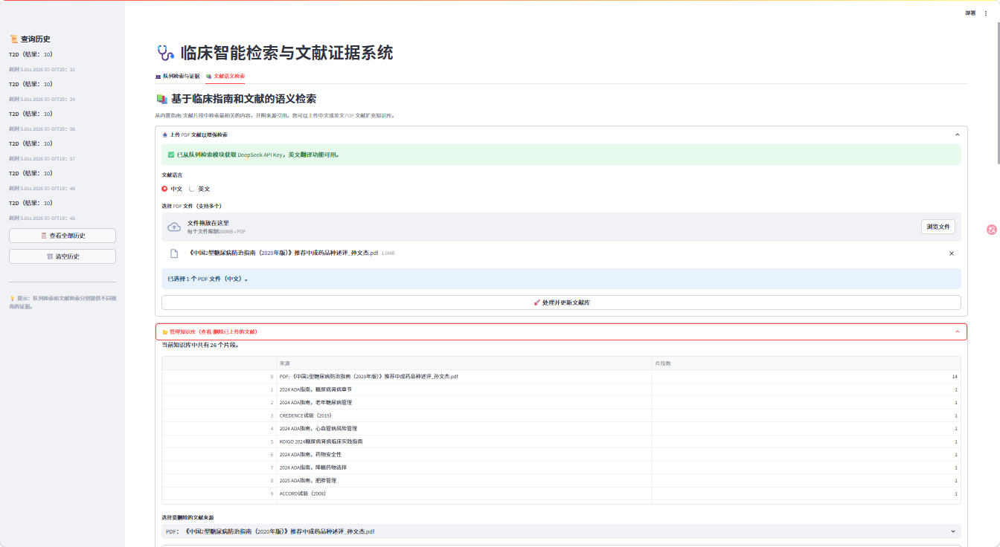 部署
查询历史
T2D（结果： 10）
耗时 0.01s 2026-07-07T20：31
T2D（结果： 10）
耗时 0.01s 2026-07-07T20：24
T2D（结果： 10）
耗时 0.01s 2026-07-07T20：06
T2D（结果： 10）
耗时 0.01s 2026-07-07T19：57
T2D（结果： 10）
耗时 0.01s 2026-07-07T19：46
T2D（结果： 10）
耗时 0.01s 2026-07-07T19：45
查看全部历史
清空历史
提示：队列检索和文献检索分别提供不同视
角的证据。
临床智能检索与文献证据系统
队列检索与证据
文献语义检索
基于临床指南和文献的语义检索
从内置指南/文献片段中检索最相关的内容，并附来源引用。您可以上传中文或英文 PDF 文献扩充知识库。
上传 PDF 文献以增强检索
已从队列检索模块获取 DeepSeek API Key，英文翻译功能可用。
文献语言
中文
英文
选择 PDF 文件（支持多个）
文件拖放在这里
每个文件限制200MB • PDF
浏览文件
《中国2型糖尿病防治指南（2020年版）》推荐中成药品种述评_孙文杰.pdf 1.0MB
已选择 1 个 PDF 文件（中文）。
处理并更新文献库
管理知识库（查看/删除已上传的文献）
当前知识库中共有 26 个片段。
来源 片段数
0 PDF: 《中国2型糖尿病防治指南（2020年版）》推荐中成药品种述评_孙文杰.pdf 14
1 2024 ADA指南，糖尿病肾病章节 1
2 2024 ADA指南，老年糖尿病管理 1
3 CREDENCE试验（2019） 1
4 2024 ADA指南，心血管病风险管理 1
5 KDIGO 2024糖尿病肾病临床实践指南 1
6 2024 ADA指南，药物安全性 1
7 2024 ADA指南，降糖药物选择 1
8 2025 ADA指南，肥胖管理 1
9 ACCORD试验（2008） 1
选择要删除的文献来源
PDF： 《中国2型糖尿病防治指南（2020年版）》推荐中成药品种述评_孙文杰.pdf